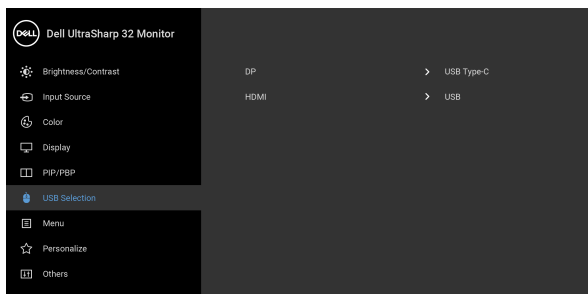 DELL Dell UltraSharp 32 Monitor
Brightness/Contrast DP USB Type-C
Input Source HDMI USB
Color
Display
PIP/PBP
USB Selection
Menu
Personalize
Others